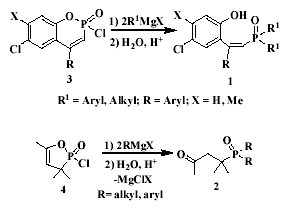 X O P O Cl Cl R 3
1) 2R¹MgX
2) H₂O, H⁺
X OH O P R¹ R¹ Cl R 1
R¹ = Aryl, Alkyl; R = Aryl; X = H, Me
O P O Cl 4
1) 2RMgX
2) H₂O, H⁺
-MgClX
R= alkyl, aryl
O O P R R 2